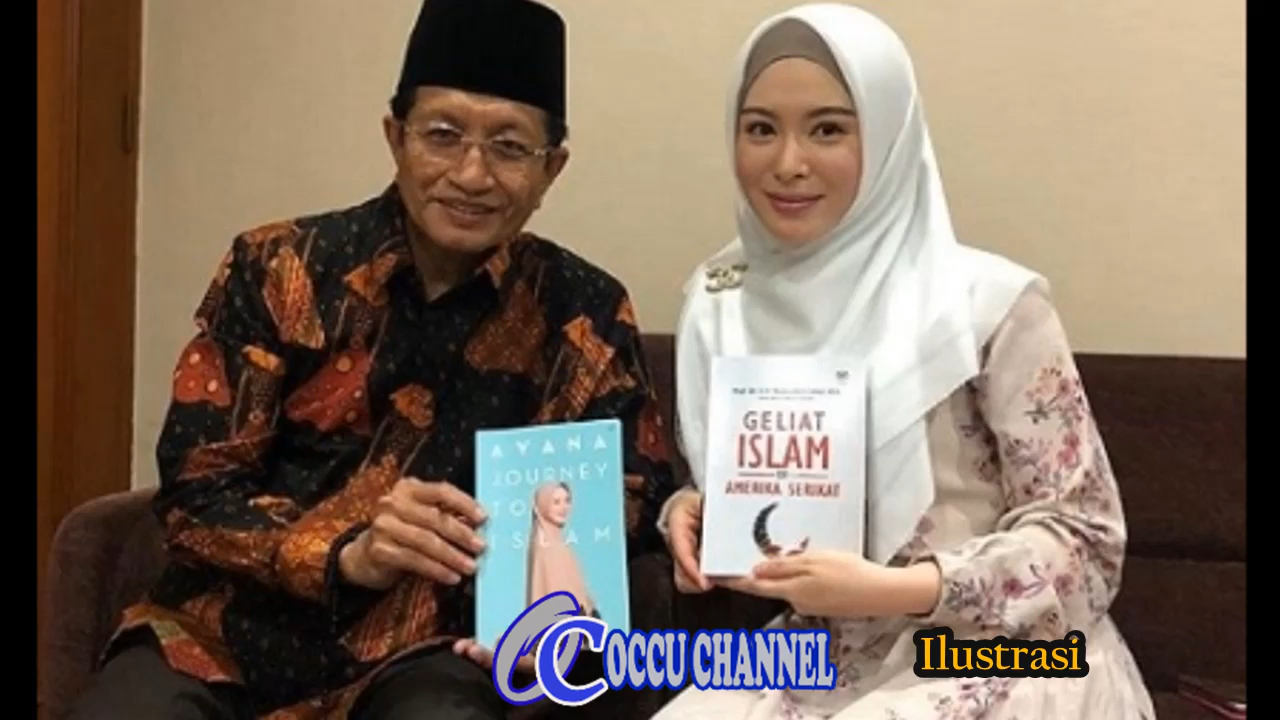 AYANA
JOURNEY
TO
ISLAM
GELIAT
ISLAM
AMERIKA SERIKAT
OCCU CHANNEL
Ilustrasi